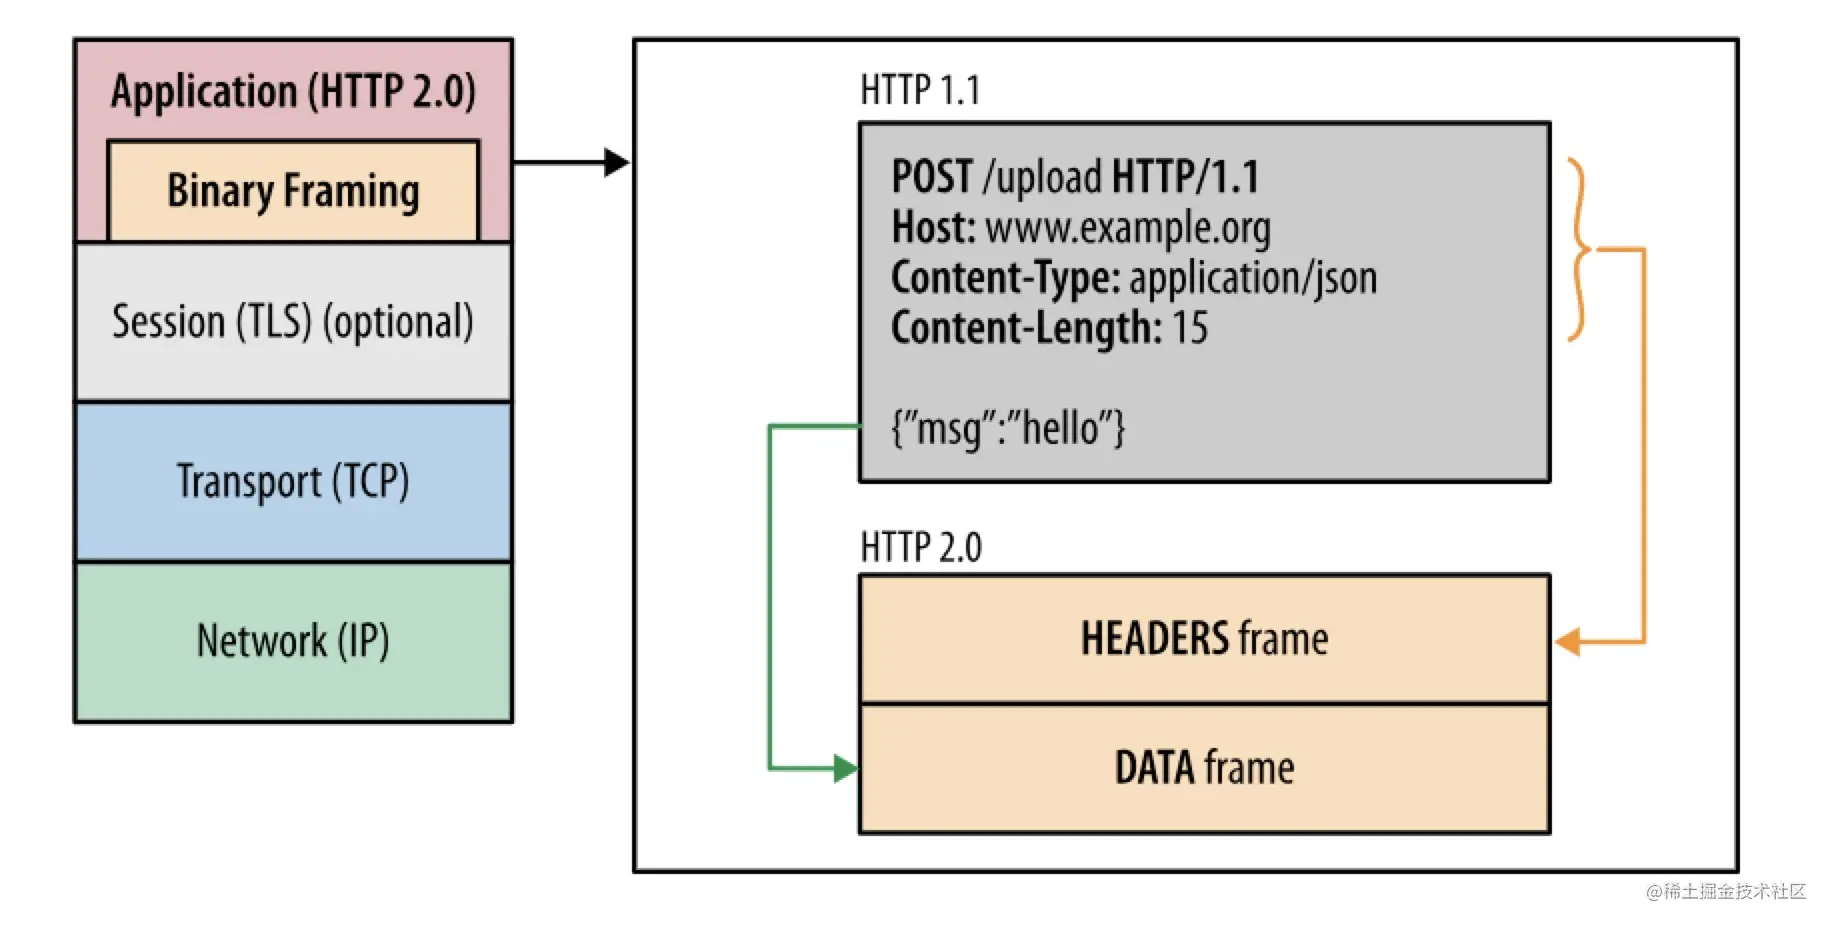 Application (HTTP 2.0)
Binary Framing
Session (TLS) (optional)
Transport (TCP)
Network (IP)
HTTP 1.1
POST /upload HTTP/1.1
Host: www.example.org
Content-Type: application/json
Content-Length: 15
{”msg”:”hello”}
HTTP 2.0
HEADERS frame
DATA frame
@稀土掘金技术社区